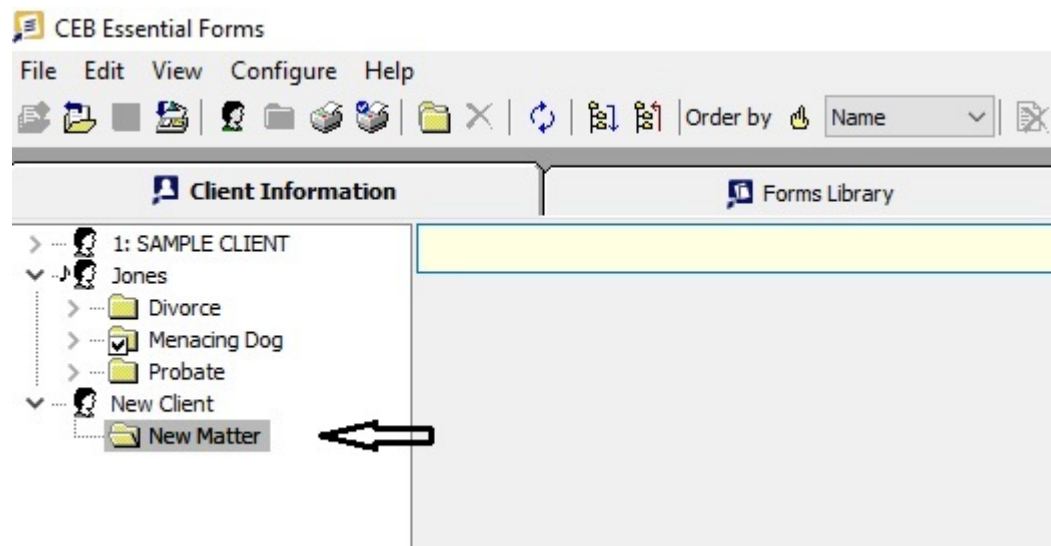 CEB Essential Forms
File Edit View Configure Help
Order by Name
Client Information
Forms Library
1: SAMPLE CLIENT
Jones
Divorce
Menacing Dog
Probate
New Client
New Matter